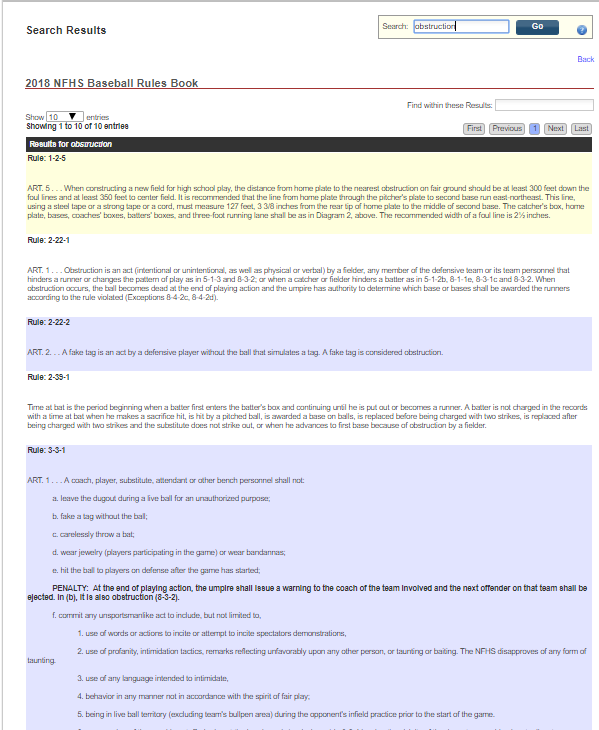 Search Results
Search: obstruction Go ?
Back
2018 NFHS Baseball Rules Book
Find within these Results:
Show 10 entries
Showing 1 to 10 of 10 entries
First Previous 1 Next Last
Results for obstruction
Rule: 1-2-5
ART. 5 . . . When constructing a new field for high school play, the distance from home plate to the nearest obstruction on fair ground should be at least 300 feet down the
foul lines and at least 350 feet to center field. It is recommended that the line from home plate through the pitcher's plate to second base run east-northeast. This line,
using a steel tape or a strong tape or a cord, must measure 127 feet, 3 3/8 inches from the rear tip of home plate to the middle of second base. The catcher's box, home
plate, bases, coaches' boxes, batters' boxes, and three-foot running lane shall be as in Diagram 2, above. The recommended width of a foul line is 2½ inches.
Rule: 2-22-1
ART. 1 . . . Obstruction is an act (intentional or unintentional, as well as physical or verbal) by a fielder, any member of the defensive team or its team personnel that
hinders a runner or changes the pattern of play as in 5-1-3 and 8-3-2; or when a catcher or fielder hinders a batter as in 5-1-2b, 8-1-1e, 8-3-1c and 8-3-2. When
obstruction occurs, the ball becomes dead at the end of playing action and the umpire has authority to determine which base or bases shall be awarded the runners
according to the rule violated (Exceptions 8-4-2c, 8-4-2d).
Rule: 2-22-2
ART. 2. . . A fake tag is an act by a defensive player without the ball that simulates a tag. A fake tag is considered obstruction.
Rule: 2-39-1
Time at bat is the period beginning when a batter first enters the batter's box and continuing until he is put out or becomes a runner. A batter is not charged in the records
with a time at bat when he makes a sacrifice hit, is hit by a pitched ball, is awarded a base on balls, is replaced before being charged with two strikes, is replaced after
being charged with two strikes and the substitute does not strike out, or when he advances to first base because of obstruction by a fielder.
Rule: 3-3-1
ART. 1 . . . A coach, player, substitute, attendant or other bench personnel shall not:
a. leave the dugout during a live ball for an unauthorized purpose;
b. fake a tag without the ball;
c. carelessly throw a bat;
d. wear jewelry (players participating in the game) or wear bandannas;
e. hit the ball to players on defense after the game has started;
PENALTY: At the end of playing action, the umpire shall issue a warning to the coach of the team involved and the next offender on that team shall be
ejected. In (b), it is also obstruction (8-3-2).
f. commit any unsportsmanlike act to include, but not limited to,
1. use of words or actions to incite or attempt to incite spectators demonstrations,
2. use of profanity, intimidation tactics, remarks reflecting unfavorably upon any other person, or taunting or baiting. The NFHS disapproves of any form of
taunting.
3. use of any language intended to intimidate,
4. behavior in any manner not in accordance with the spirit of fair play;
5. being in live ball territory (excluding team's bullpen area) during the opponent's infield practice prior to the start of the game.